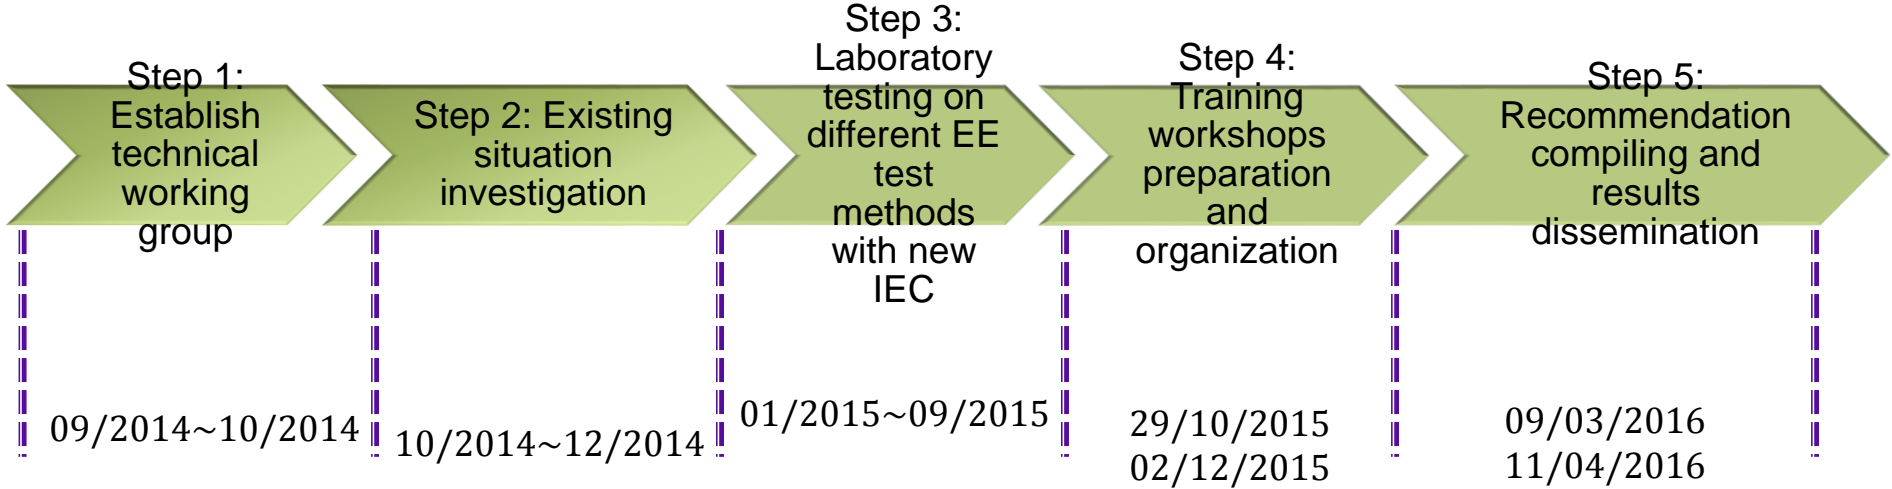 Step 1:
Establish
technical
working
group
Step 2: Existing
situation
investigation
Step 3:
Laboratory
testing on
different EE
test
methods
with new
IEC
Step 4:
Training
workshops
preparation
and
organization
Step 5:
Recommendation
compiling and
results
dissemination
09/2014~10/2014
10/2014~12/2014
01/2015~09/2015
29/10/2015
02/12/2015
09/03/2016
11/04/2016